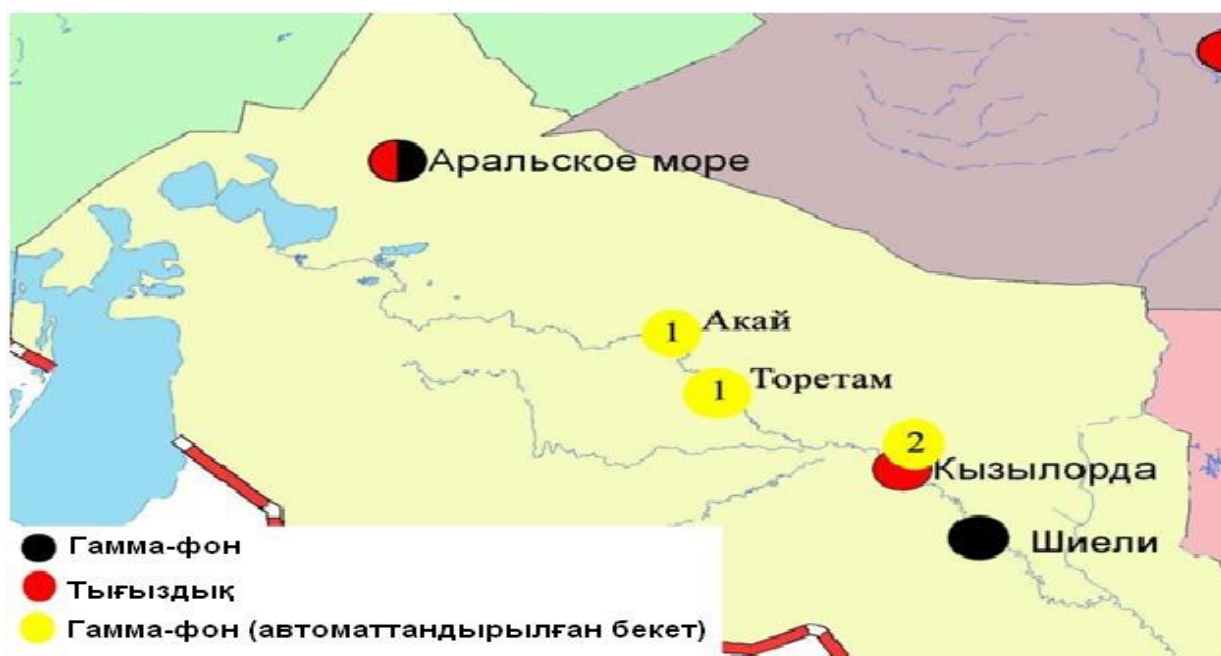 Аральское море
1 Акай
1 Торетам
2
Кызылорда
Шиели
Гамма-фон
Тығыздық
Гамма-фон (автоматтандырылған бекет)